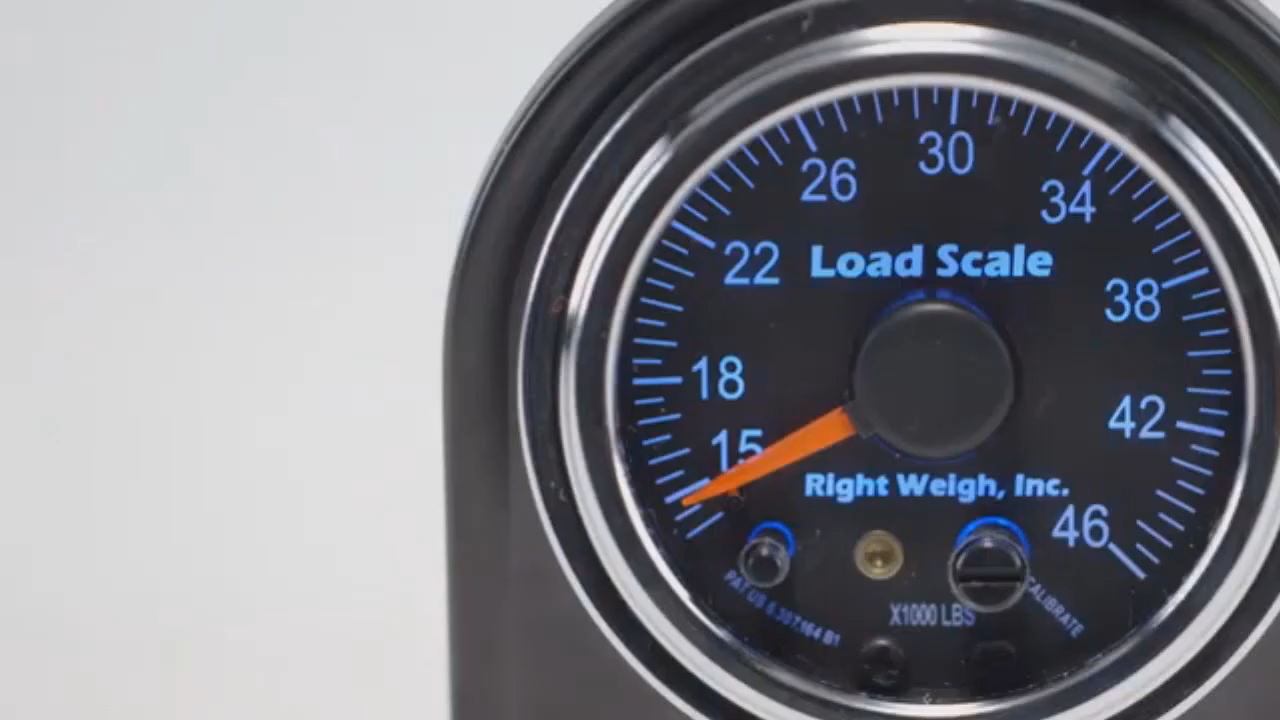 30
26
34
22
Load Scale
38
18
42
15
Right Weigh, Inc.
46
PAT US 6,307,164 B1
X1000 LBS
CALIBRATE